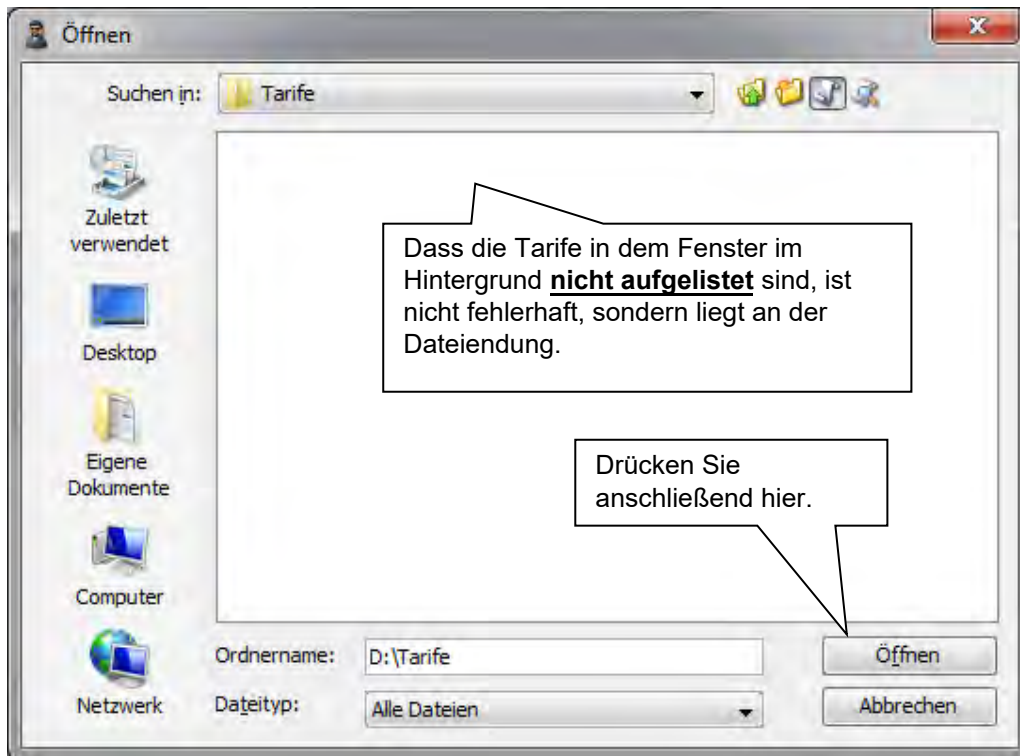 Öffnen
Suchen in:
Tarife
Zuletzt
verwendet
Dass die Tarife in dem Fenster im
Hintergrund nicht aufgelistet sind, ist
nicht fehlerhaft, sondern liegt an der
Dateiendung.
Desktop
Eigene
Dokumente
Drücken Sie
anschließend hier.
Computer
Netzwerk
Ordnername:
D:\Tarife
Öffnen
Dateityp:
Alle Dateien
Abbrechen